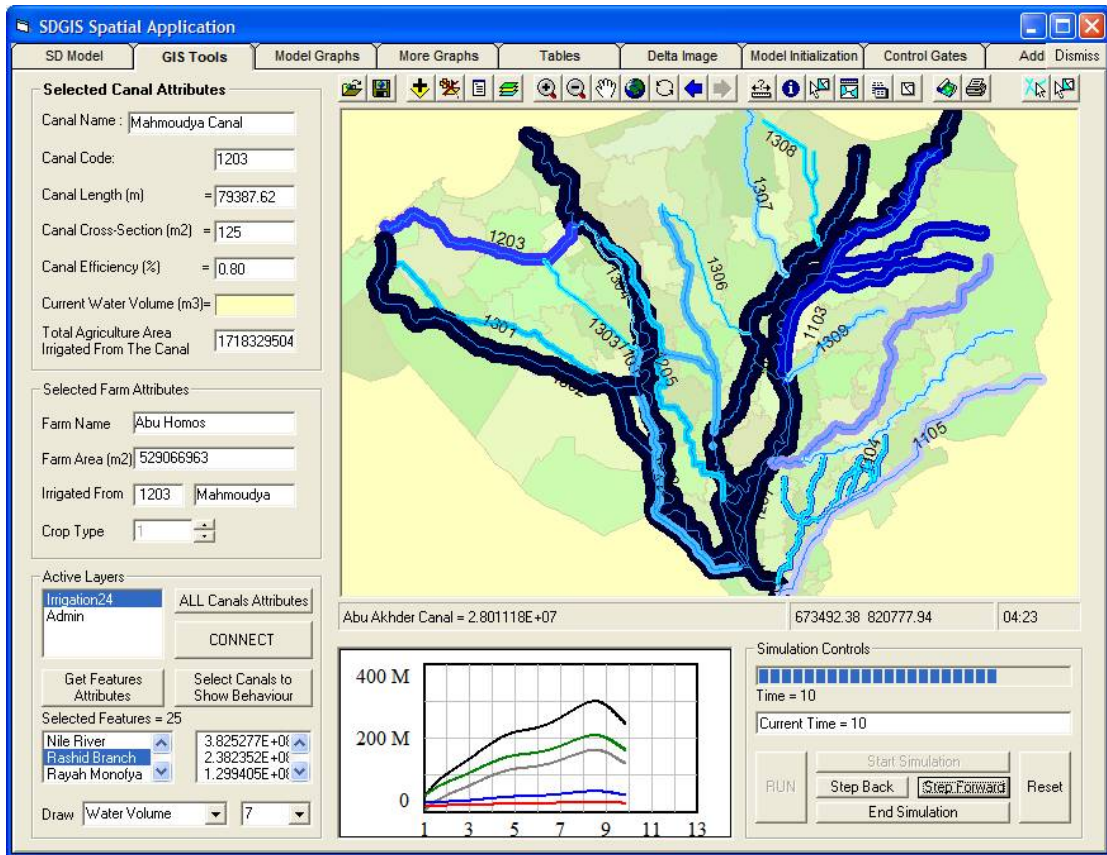 SDGIS Spatial Application
SD Model GIS Tools Model Graphs More Graphs Tables Delta Image Model Initialization Control Gates Add Dismiss
Selected Canal Attributes
Canal Name : Mahmoudya Canal
Canal Code: 1203
Canal Length (m) = 79387.62
Canal Cross-Section (m2) = 125
Canal Efficiency (%) = 0.80
Current Water Volume (m3)=
Total Agriculture Area
Irrigated From The Canal 1718329504
Selected Farm Attributes
Farm Name Abu Homos
Farm Area (m2) 529066963
Irrigated From 1203 Mahmoudya
Crop Type 1
Active Layers
Irrigation24
Admin
ALL Canals Attributes
CONNECT
Get Features
Attributes
Select Canals to
Show Behaviour
Selected Features = 25
Nile River 3.825277E+08
Rashid Branch 2.382352E+08
Rayah Monofya 1.299405E+08
Draw Water Volume 7
1308
1307
1203
1306
1304
1103
1301
1303
1309
1205
1302
1105
1104
Abu Akhder Canal = 2.801118E+07 673492.38 820777.94 04:23
400 M
200 M
0
1 3 5 7 9 11 13
Simulation Controls
Time = 10
Current Time = 10
RUN
Start Simulation
Step Back Step Forward
End Simulation
Reset